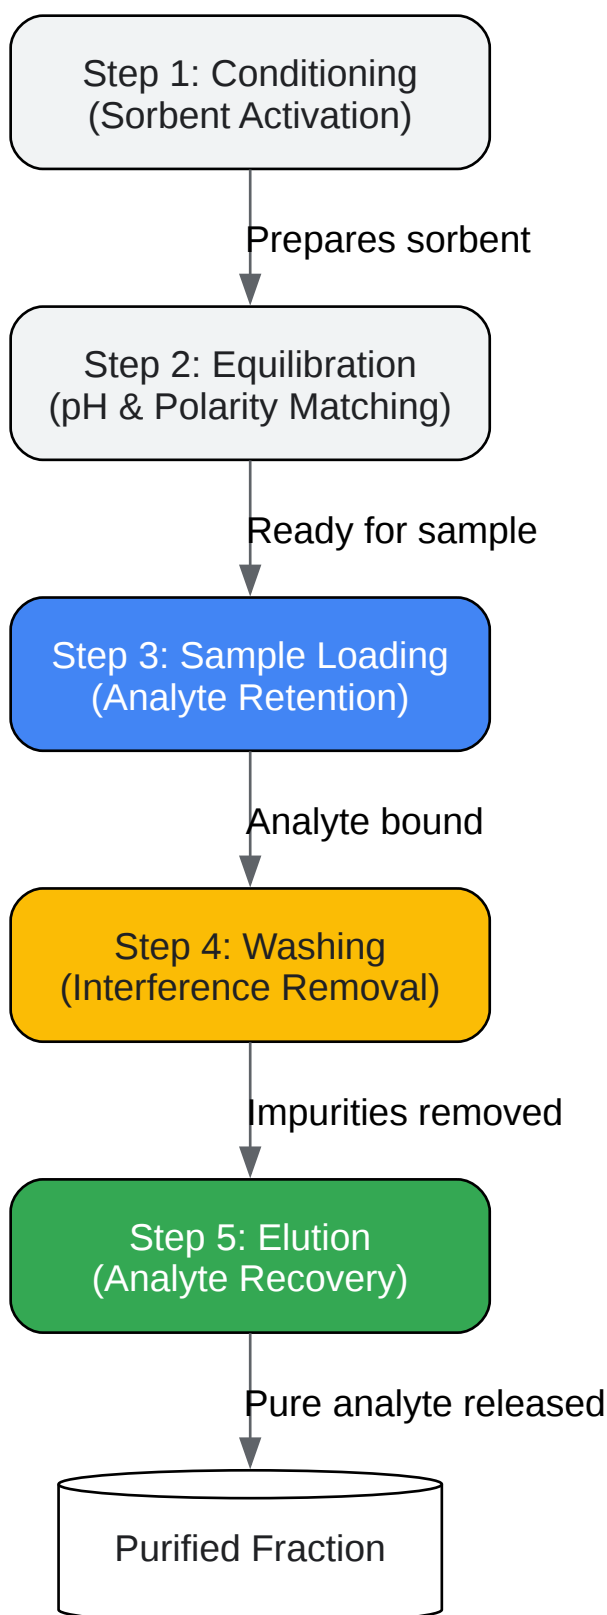 Step 1: Conditioning
(Sorbent Activation)
Prepares sorbent
Step 2: Equilibration
(pH & Polarity Matching)
Ready for sample
Step 3: Sample Loading
(Analyte Retention)
Analyte bound
Step 4: Washing
(Interference Removal)
Impurities removed
Step 5: Elution
(Analyte Recovery)
Pure analyte released
Purified Fraction